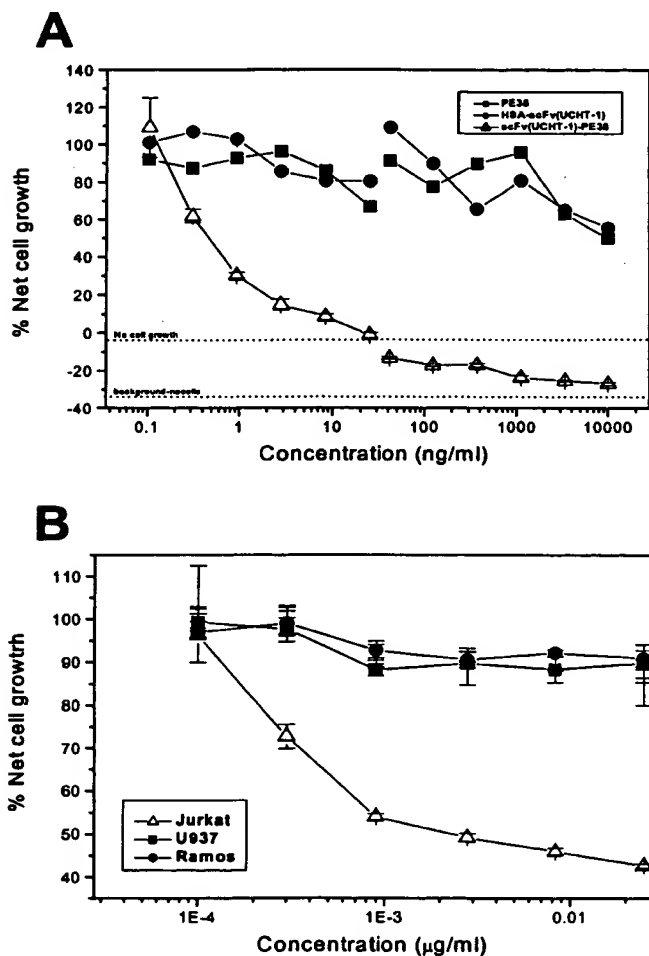 A
140
120
100
80
60
40
20
0
-20
-40
% Net cell growth
PE38
HSA-scFv(UCHT-1)
scFv(UCHT-1)-PE38
No cell growth
background-nocells
0.1
1
10
100
1000
10000
Concentration (ng/ml)
B
110
100
90
80
70
60
50
40
% Net cell growtrh
Jurkat
U937
Ramos
1E-4
1E-3
0.01
Concentration (µg/ml)